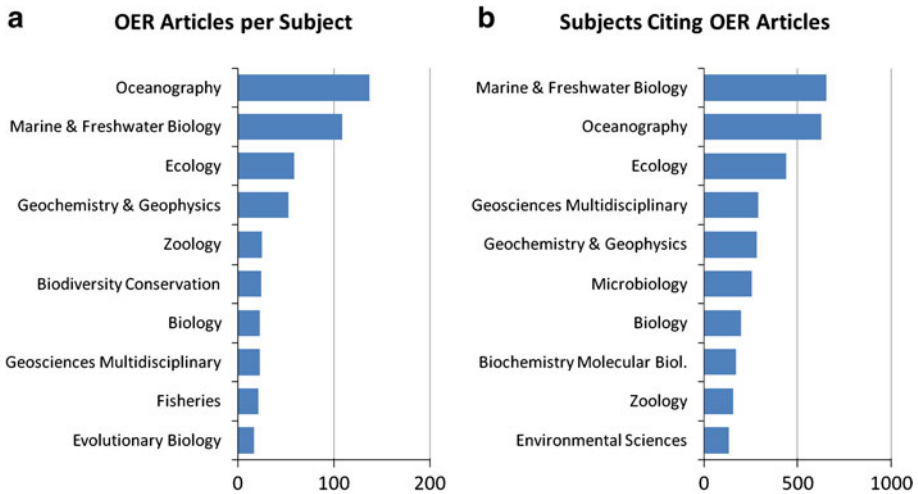 a OER Articles per Subject
Oceanography
Marine & Freshwater Biology
Ecology
Geochemistry & Geophysics
Zoology
Biodiversity Conservation
Biology
Geosciences Multidisciplinary
Fisheries
Evolutionary Biology
0 100 200
b Subjects Citing OER Articles
Marine & Freshwater Biology
Oceanography
Ecology
Geosciences Multidisciplinary
Geochemistry & Geophysics
Microbiology
Biology
Biochemistry Molecular Biol.
Zoology
Environmental Sciences
0 500 1000